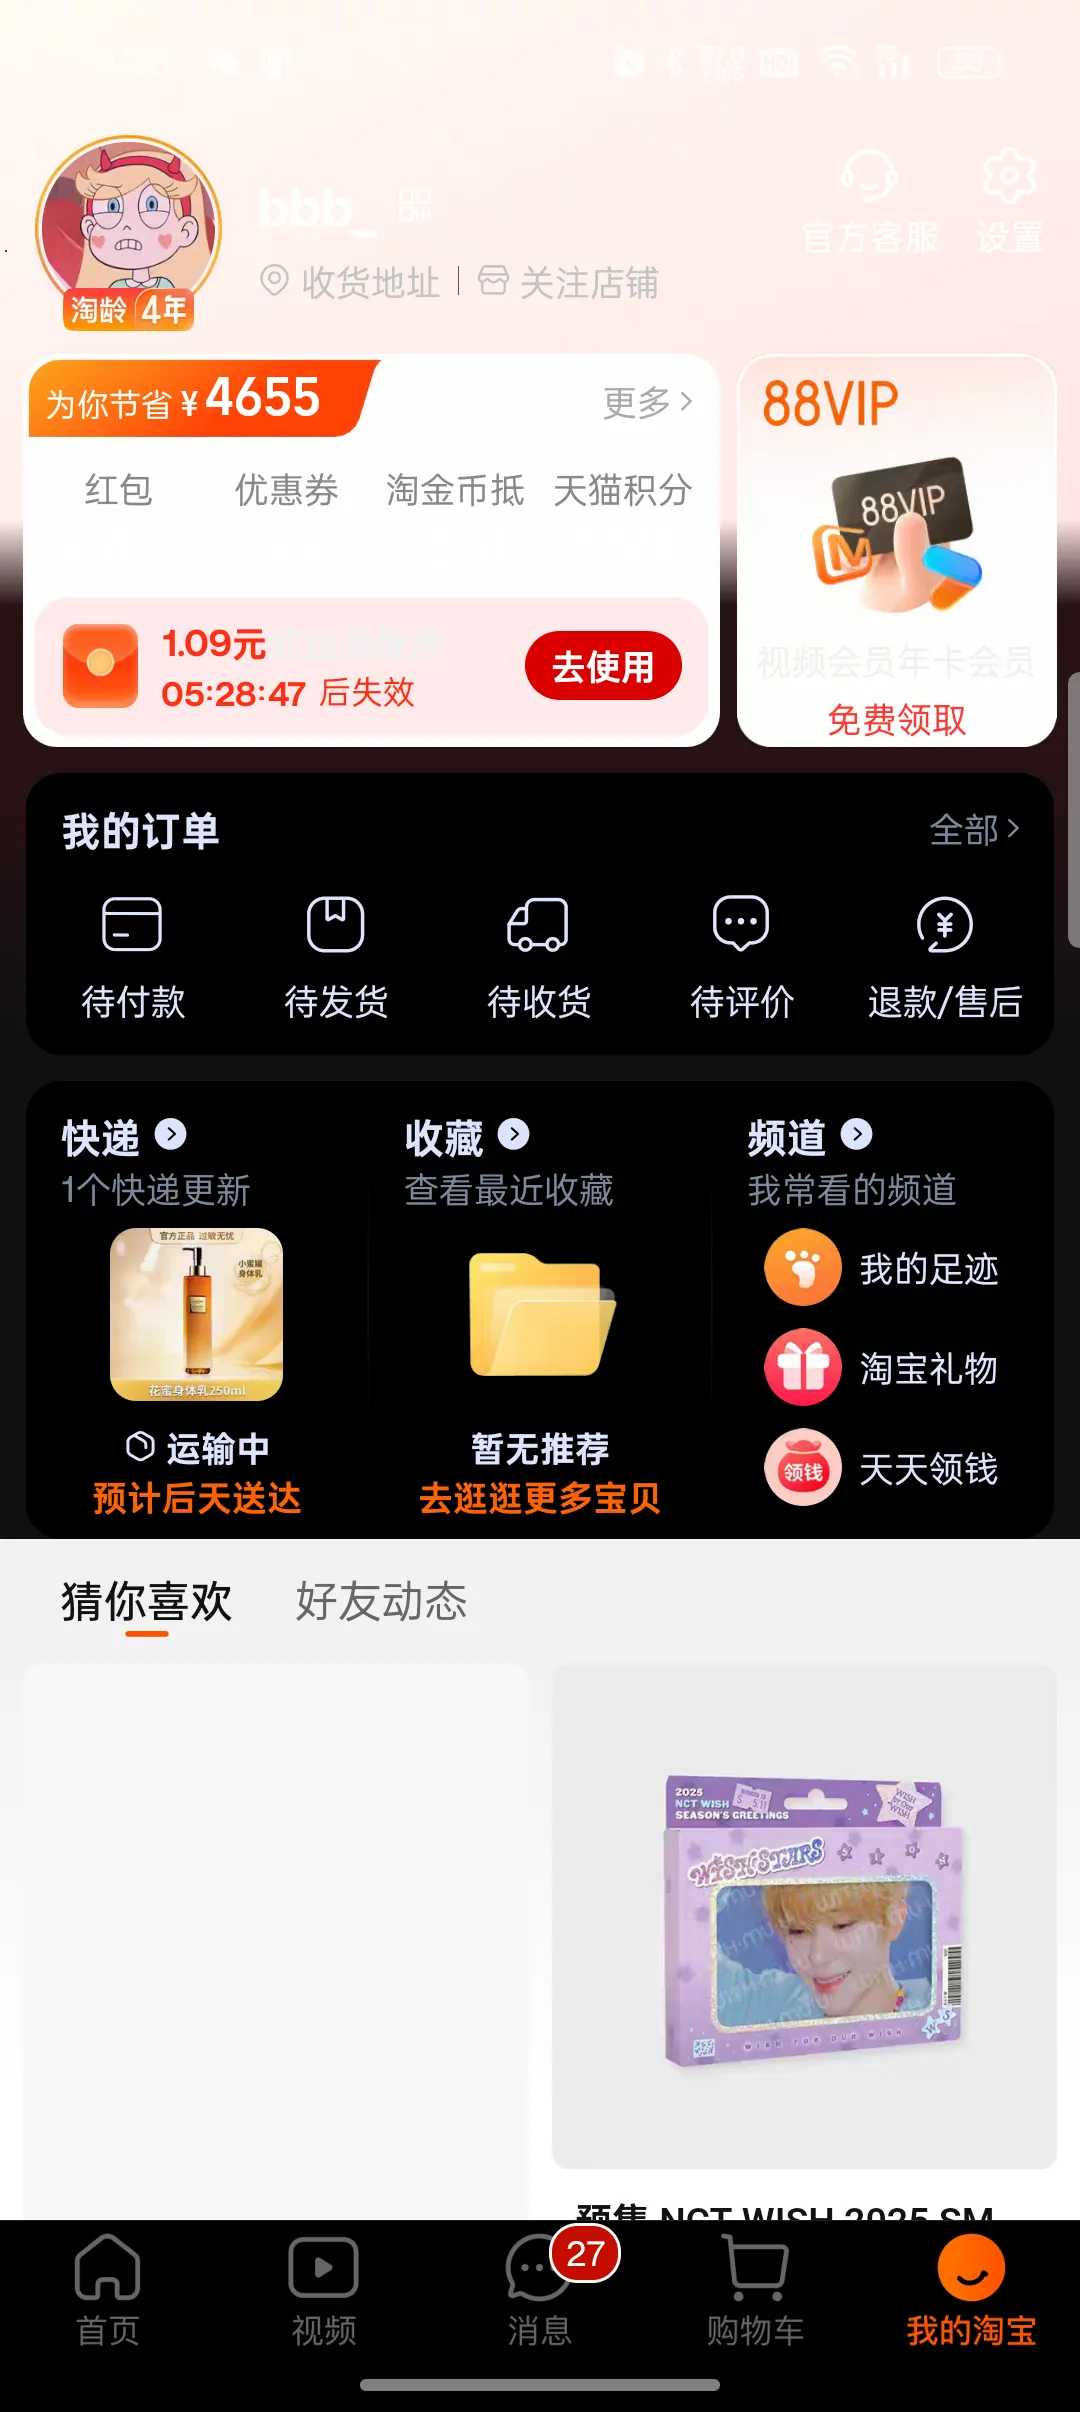 bbb_
官方客服
设置
收货地址
关注店铺
淘龄 4年
为你节省 ¥4655
更多
红包
优惠券
淘金币抵
天猫积分
88VIP
88VIP
视频会员年卡会员
免费领取
1.09元
05:28:47 后失效
去使用
我的订单
全部
待付款
待发货
待收货
待评价
退款/售后
快递
收藏
频道
1个快递更新
查看最近收藏
我常看的频道
官方正品 过敏无忧
小蜜罐
身体乳
花蜜身体乳250ml
我的足迹
淘宝礼物
领钱
天天领钱
运输中
预计后天送达
暂无推荐
去逛逛更多宝贝
猜你喜欢
好友动态
2025
NCT WISH
SEASON'S GREETINGS
WISH
for Our
WISH
WISH STARS
WISH FOR OUR WISH
预售 NCT WISH 2025 SM
27
首页
视频
消息
购物车
我的淘宝